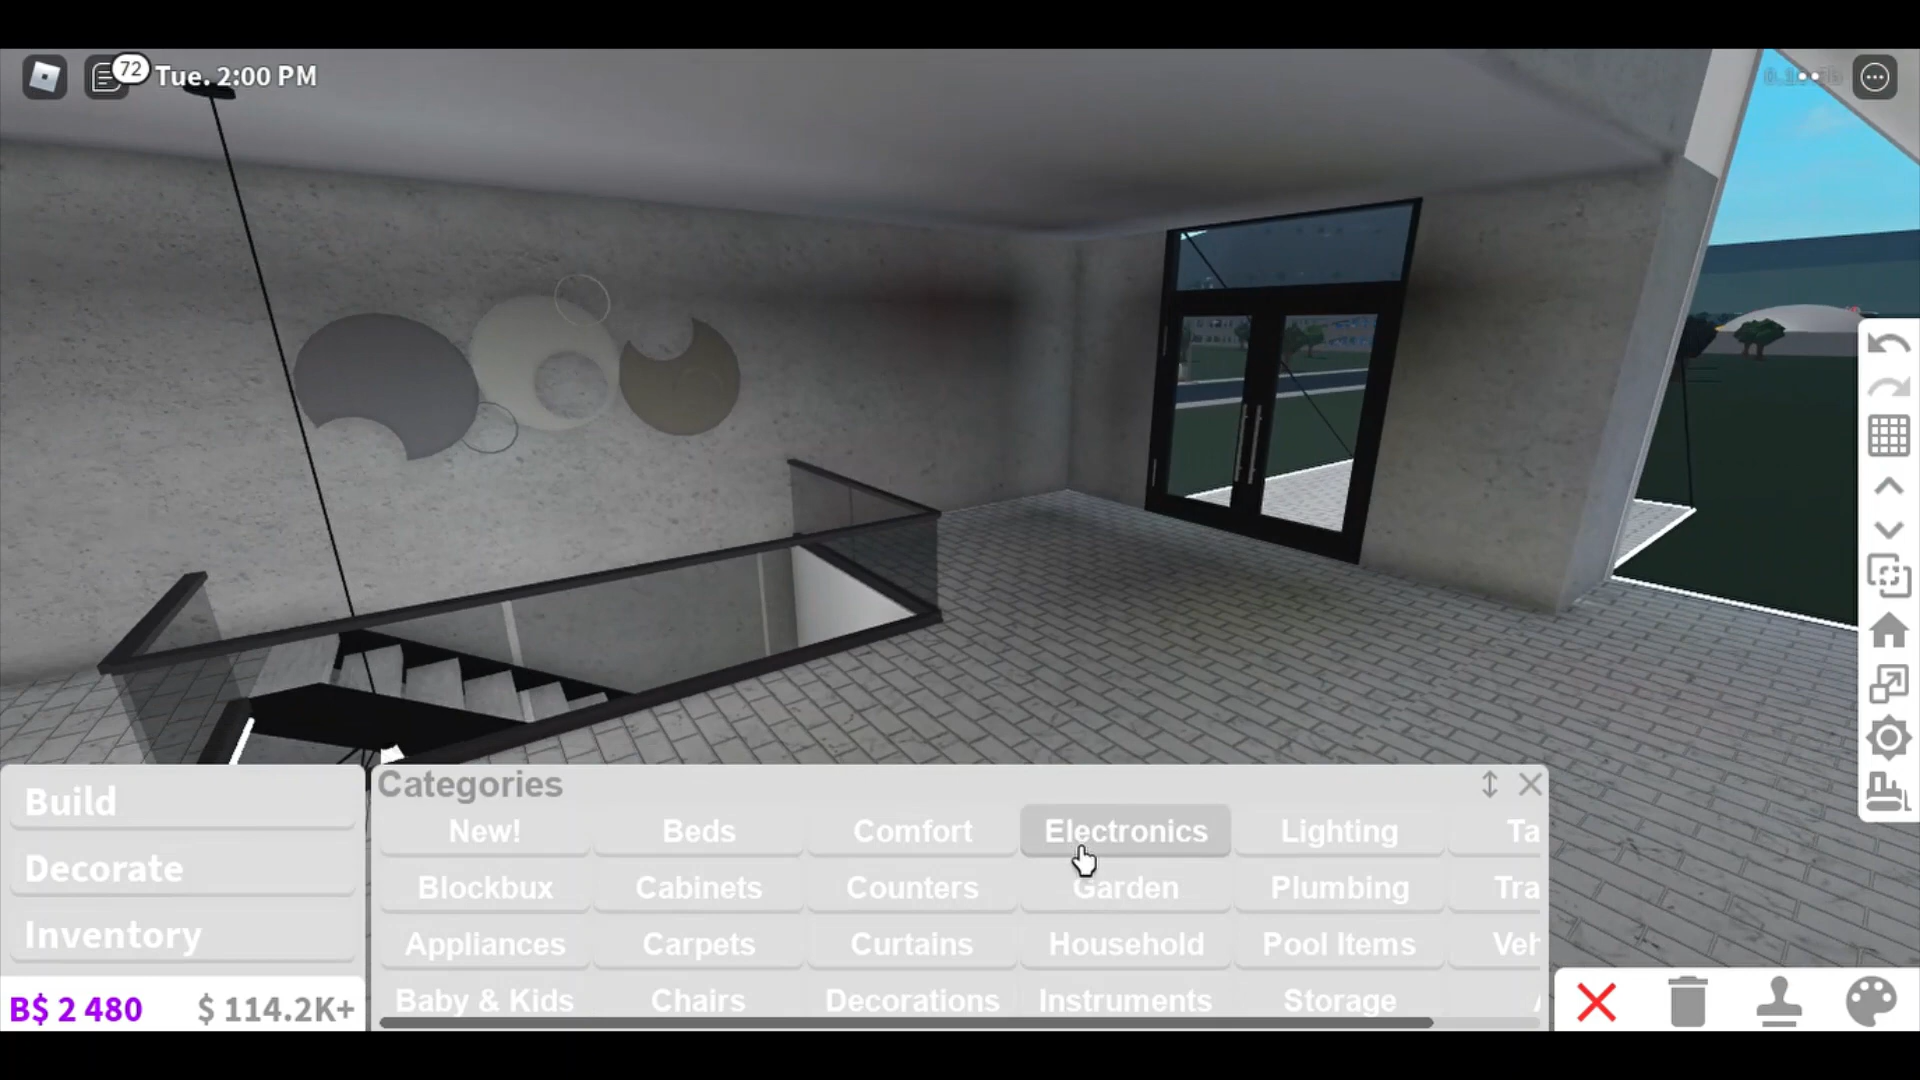 72
Tue. 2:00 PM
Build
Decorate
Inventory
B$ 2 480
$ 114.2K+
Categories
New! Beds Comfort Electronics Lighting Ta
Blockbux Cabinets Counters Garden Plumbing Tra
Appliances Carpets Curtains Household Pool Items Veh
Baby & Kids Chairs Decorations Instruments Storage